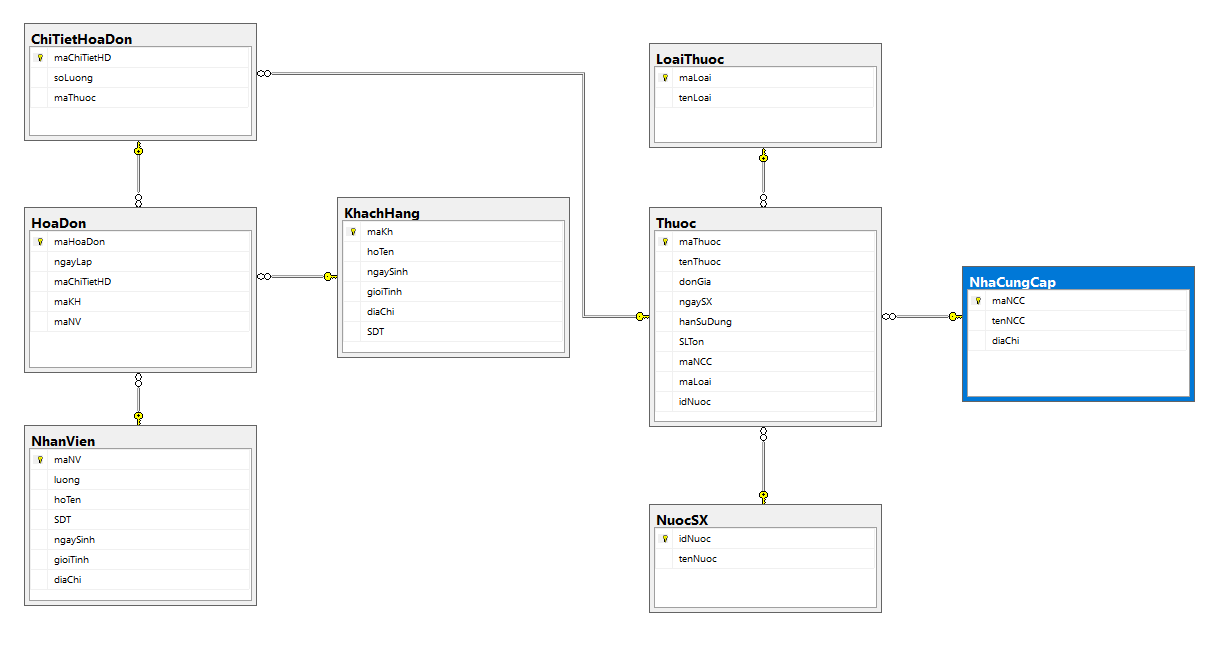 ChiTietHoaDon
maChiTietHD
soLuong
maThuoc
HoaDon
maHoaDon
ngayLap
maChiTietHD
maKH
maNV
NhanVien
maNV
luong
hoTen
SDT
ngaySinh
gioiTinh
diaChi
KhachHang
maKh
hoTen
ngaySinh
gioiTinh
diaChi
SDT
LoaiThuoc
maLoai
tenLoai
Thuoc
maThuoc
tenThuoc
donGia
ngaySX
hanSuDung
SLTon
maNCC
maLoai
idNuoc
NuocSX
idNuoc
tenNuoc
NhaCungCap
maNCC
tenNCC
diaChi